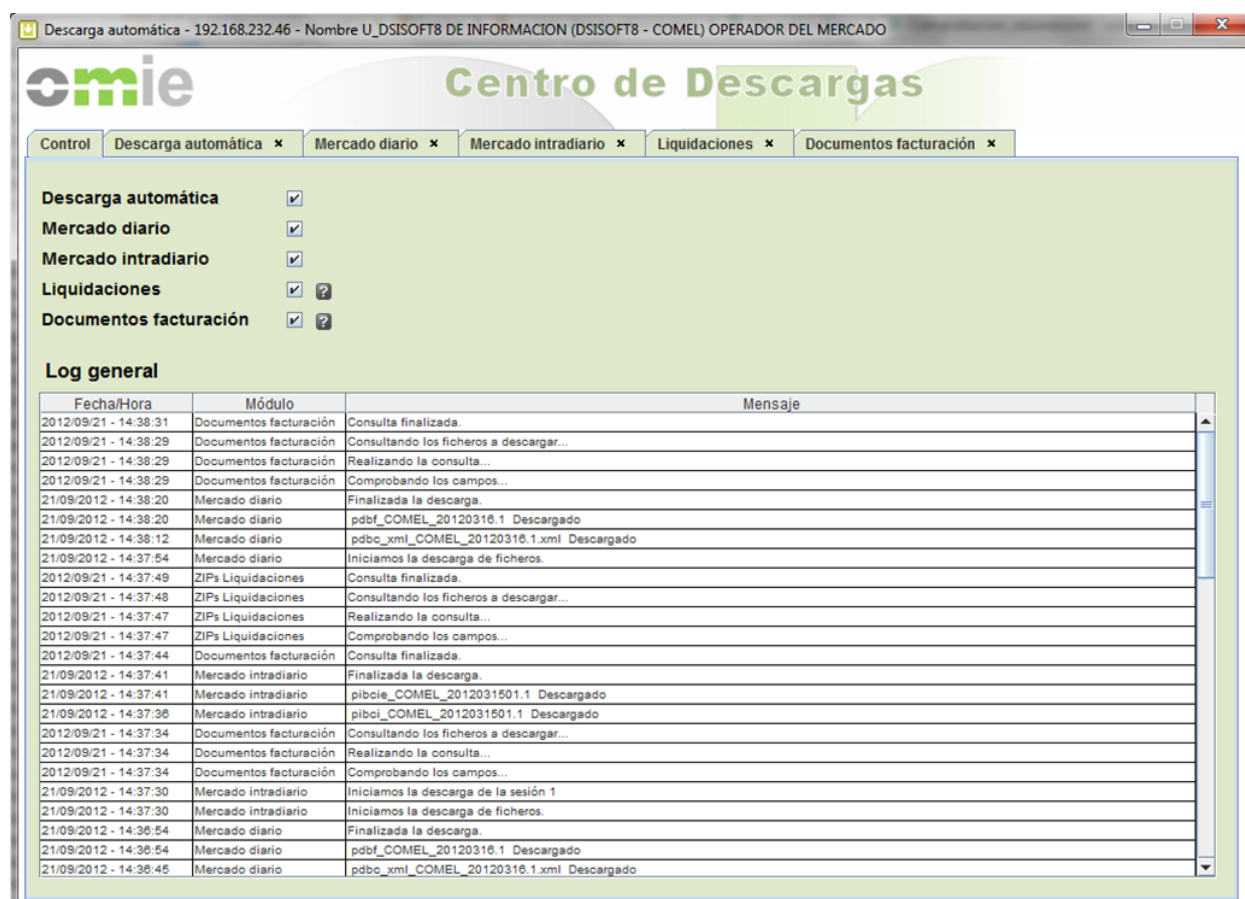 Descarga automática - 192.168.232.46 - Nombre U_DSISOFT8 DE INFORMACION (DSISOFT8 - COMEL) OPERADOR DEL MERCADO
omie Centro de Descargas
Control Descarga automática × Mercado diario × Mercado intradiario × Liquidaciones × Documentos facturación ×
Descarga automática
Mercado diario
Mercado intradiario
Liquidaciones ?
Documentos facturación ?
Log general
Fecha/Hora Módulo Mensaje
2012/09/21 - 14:38:31 Documentos facturación Consulta finalizada.
2012/09/21 - 14:38:29 Documentos facturación Consultando los ficheros a descargar...
2012/09/21 - 14:38:29 Documentos facturación Realizando la consulta...
2012/09/21 - 14:38:29 Documentos facturación Comprobando los campos...
21/09/2012 - 14:38:20 Mercado diario Finalizada la descarga.
21/09/2012 - 14:38:20 Mercado diario pdbf_COMEL_20120316.1 Descargado
21/09/2012 - 14:38:12 Mercado diario pdbc_xml_COMEL_20120316.1.xml Descargado
21/09/2012 - 14:37:54 Mercado diario Iniciamos la descarga de ficheros.
2012/09/21 - 14:37:49 ZIPs Liquidaciones Consulta finalizada.
2012/09/21 - 14:37:48 ZIPs Liquidaciones Consultando los ficheros a descargar...
2012/09/21 - 14:37:47 ZIPs Liquidaciones Realizando la consulta...
2012/09/21 - 14:37:47 ZIPs Liquidaciones Comprobando los campos...
2012/09/21 - 14:37:44 Documentos facturación Consulta finalizada.
21/09/2012 - 14:37:41 Mercado intradiario Finalizada la descarga.
21/09/2012 - 14:37:41 Mercado intradiario pibcie_COMEL_2012031501.1 Descargado
21/09/2012 - 14:37:36 Mercado intradiario pibci_COMEL_2012031501.1 Descargado
2012/09/21 - 14:37:34 Documentos facturación Consultando los ficheros a descargar...
2012/09/21 - 14:37:34 Documentos facturación Realizando la consulta...
2012/09/21 - 14:37:34 Documentos facturación Comprobando los campos...
21/09/2012 - 14:37:30 Mercado intradiario Iniciamos la descarga de la sesión 1
21/09/2012 - 14:37:30 Mercado intradiario Iniciamos la descarga de ficheros.
21/09/2012 - 14:36:54 Mercado diario Finalizada la descarga.
21/09/2012 - 14:36:54 Mercado diario pdbf_COMEL_20120316.1 Descargado
21/09/2012 - 14:36:45 Mercado diario pdbc_xml_COMEL_20120316.1.xml Descargado